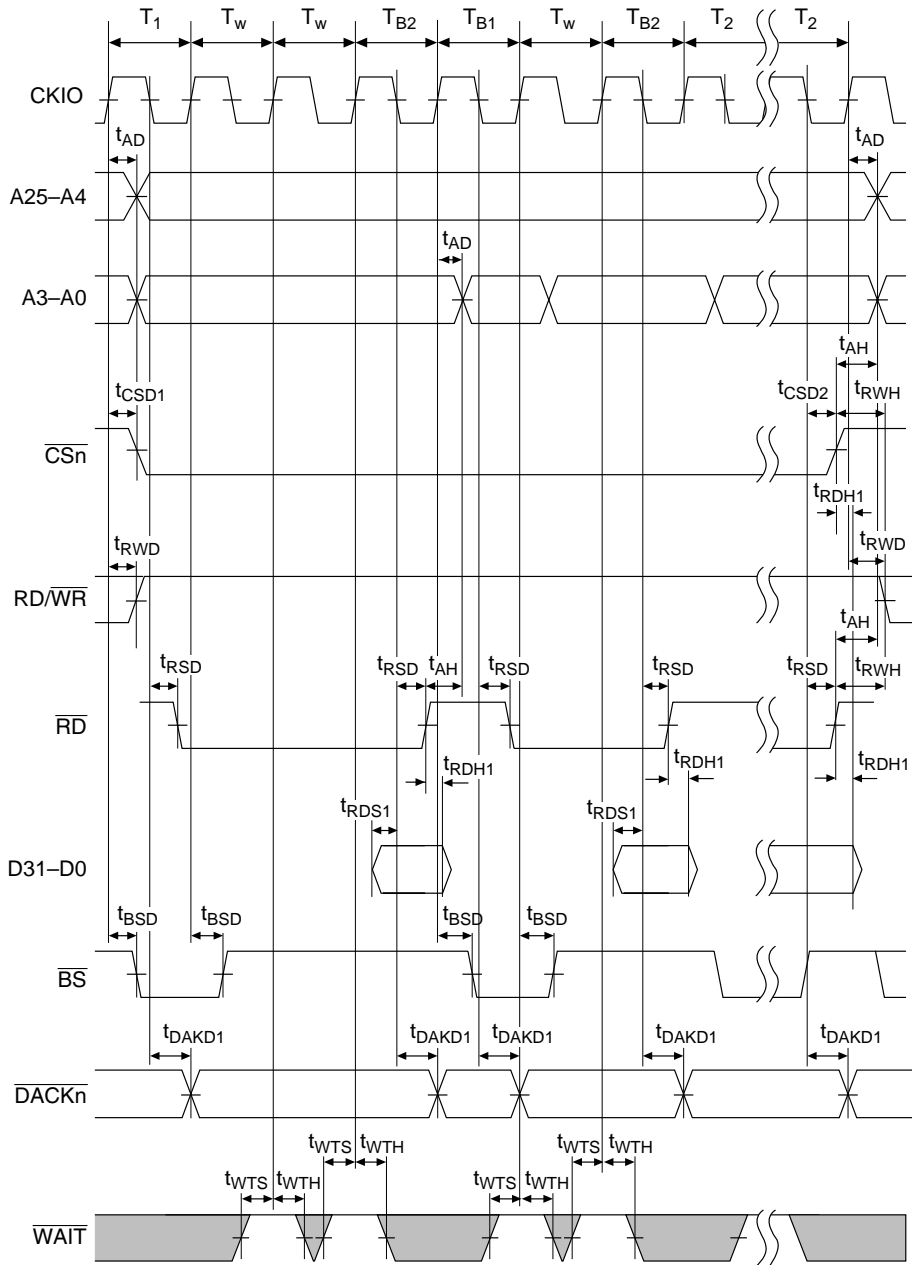 T1 Tw Tw TB2 TB1 Tw TB2 T2 T2
CKIO
tAD tAD
A25–A4
tAD
A3–A0
tAH
tCSD1 tCSD2 tRWH
CSn
tRDH1
tRWD tRWD
RD/WR
tAH
tRSD tRSD tAH tRSD tRSD tRSD tRWH
RD
tRDH1 tRDH1 tRDH1
tRDS1 tRDS1
D31–D0
tBSD tBSD tBSD tBSD
BS
tDAKD1 tDAKD1 tDAKD1 tDAKD1 tDAKD1
DACKn
tWTS tWTH tWTS tWTH
tWTS tWTH tWTS tWTH
WAIT